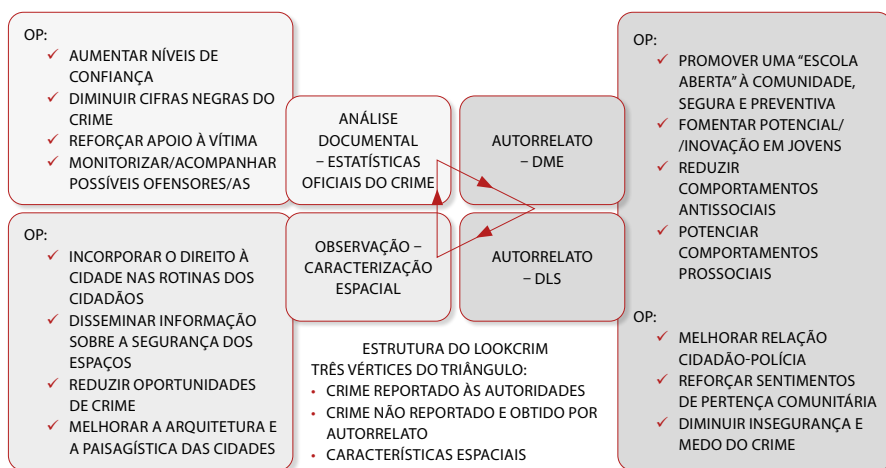 OP:
✓ AUMENTAR NÍVEIS DE
CONFIANÇA
✓ DIMINUIR CIFRAS NEGRAS DO
CRIME
✓ REFORÇAR APOIO À VÍTIMA
✓ MONITORIZAR/ACOMPANHAR
POSSÍVEIS OFENSORES/AS
ANÁLISE
DOCUMENTAL
– ESTATÍSTICAS
OFICIAIS DO CRIME
AUTORRELATO
– DME
OP:
✓ PROMOVER UMA “ESCOLA
ABERTA” À COMUNIDADE,
SEGURA E PREVENTIVA
✓ FOMENTAR POTENCIAL/
/INOVAÇÃO EM JOVENS
✓ REDUZIR
COMPORTAMENTOS
ANTISSOCIAIS
✓ POTENCIAR
COMPORTAMENTOS
PROSSOCIAIS
OP:
✓ INCORPORAR O DIREITO À
CIDADE NAS ROTINAS DOS
CIDADÃOS
✓ DISSEMINAR INFORMAÇÃO
SOBRE A SEGURANÇA DOS
ESPAÇOS
✓ REDUZIR OPORTUNIDADES
DE CRIME
✓ MELHORAR A ARQUITETURA E
A PAISAGÍSTICA DAS CIDADES
OBSERVAÇÃO –
CARACTERIZAÇÃO
ESPACIAL
AUTORRELATO
– DLS
OP:
✓ MELHORAR RELAÇÃO
CIDADÃO-POLÍCIA
✓ REFORÇAR SENTIMENTOS
DE PERTENÇA COMUNITÁRIA
✓ DIMINUIR INSEGURANÇA E
MEDO DO CRIME
ESTRUTURA DO LOOKCRIM
TRÊS VÉRTICES DO TRIÂNGULO:
• CRIME REPORTADO ÀS AUTORIDADES
• CRIME NÃO REPORTADO E OBTIDO POR
AUTORRELATO
• CARACTERÍSTICAS ESPACIAIS